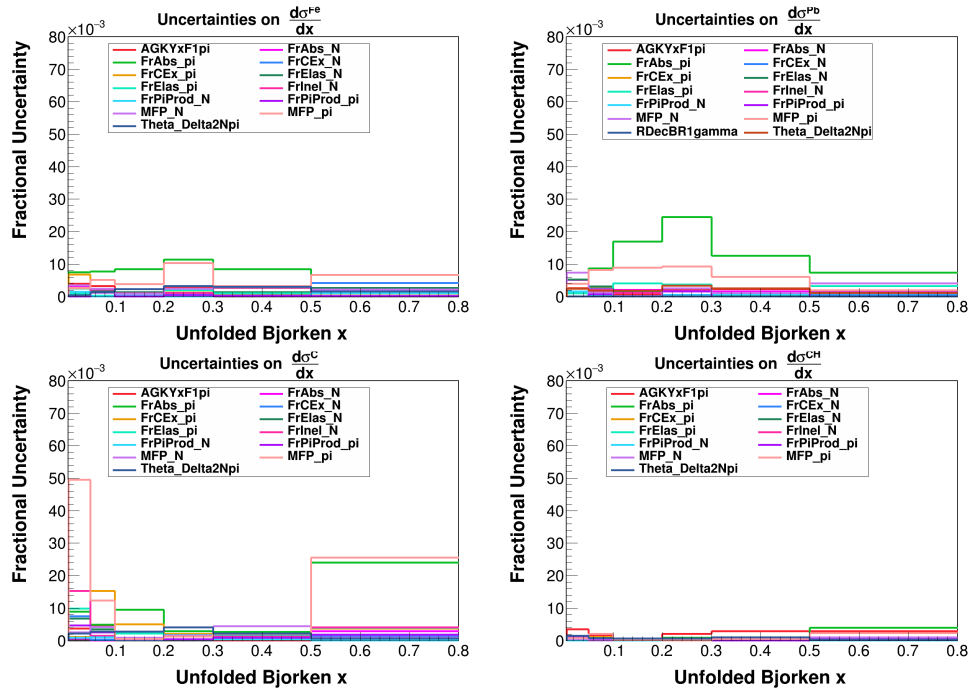 Uncertainties on dσ^Fe/dx
×10⁻³
Fractional Uncertainty
80
70
60
50
40
30
20
10
0
AGKYxF1pi FrAbs_N
FrAbs_pi FrCEx_N
FrCEx_pi FrElas_N
FrElas_pi FrInel_N
FrPiProd_N FrPiProd_pi
MFP_N MFP_pi
Theta_Delta2Npi
0.1 0.2 0.3 0.4 0.5 0.6 0.7 0.8
Unfolded Bjorken x
Uncertainties on dσ^Pb/dx
×10⁻³
Fractional Uncertainty
80
70
60
50
40
30
20
10
0
AGKYxF1pi FrAbs_N
FrAbs_pi FrCEx_N
FrCEx_pi FrElas_N
FrElas_pi FrInel_N
FrPiProd_N FrPiProd_pi
MFP_N MFP_pi
RDecBR1gamma Theta_Delta2Npi
0.1 0.2 0.3 0.4 0.5 0.6 0.7 0.8
Unfolded Bjorken x
Uncertainties on dσ^C/dx
×10⁻³
Fractional Uncertainty
80
70
60
50
40
30
20
10
0
AGKYxF1pi FrAbs_N
FrAbs_pi FrCEx_N
FrCEx_pi FrElas_N
FrElas_pi FrInel_N
FrPiProd_N FrPiProd_pi
MFP_N MFP_pi
Theta_Delta2Npi
0.1 0.2 0.3 0.4 0.5 0.6 0.7 0.8
Unfolded Bjorken x
Uncertainties on dσ^CH/dx
×10⁻³
Fractional Uncertainty
80
70
60
50
40
30
20
10
0
AGKYxF1pi FrAbs_N
FrAbs_pi FrCEx_N
FrCEx_pi FrElas_N
FrElas_pi FrInel_N
FrPiProd_N FrPiProd_pi
MFP_N MFP_pi
Theta_Delta2Npi
0.1 0.2 0.3 0.4 0.5 0.6 0.7 0.8
Unfolded Bjorken x